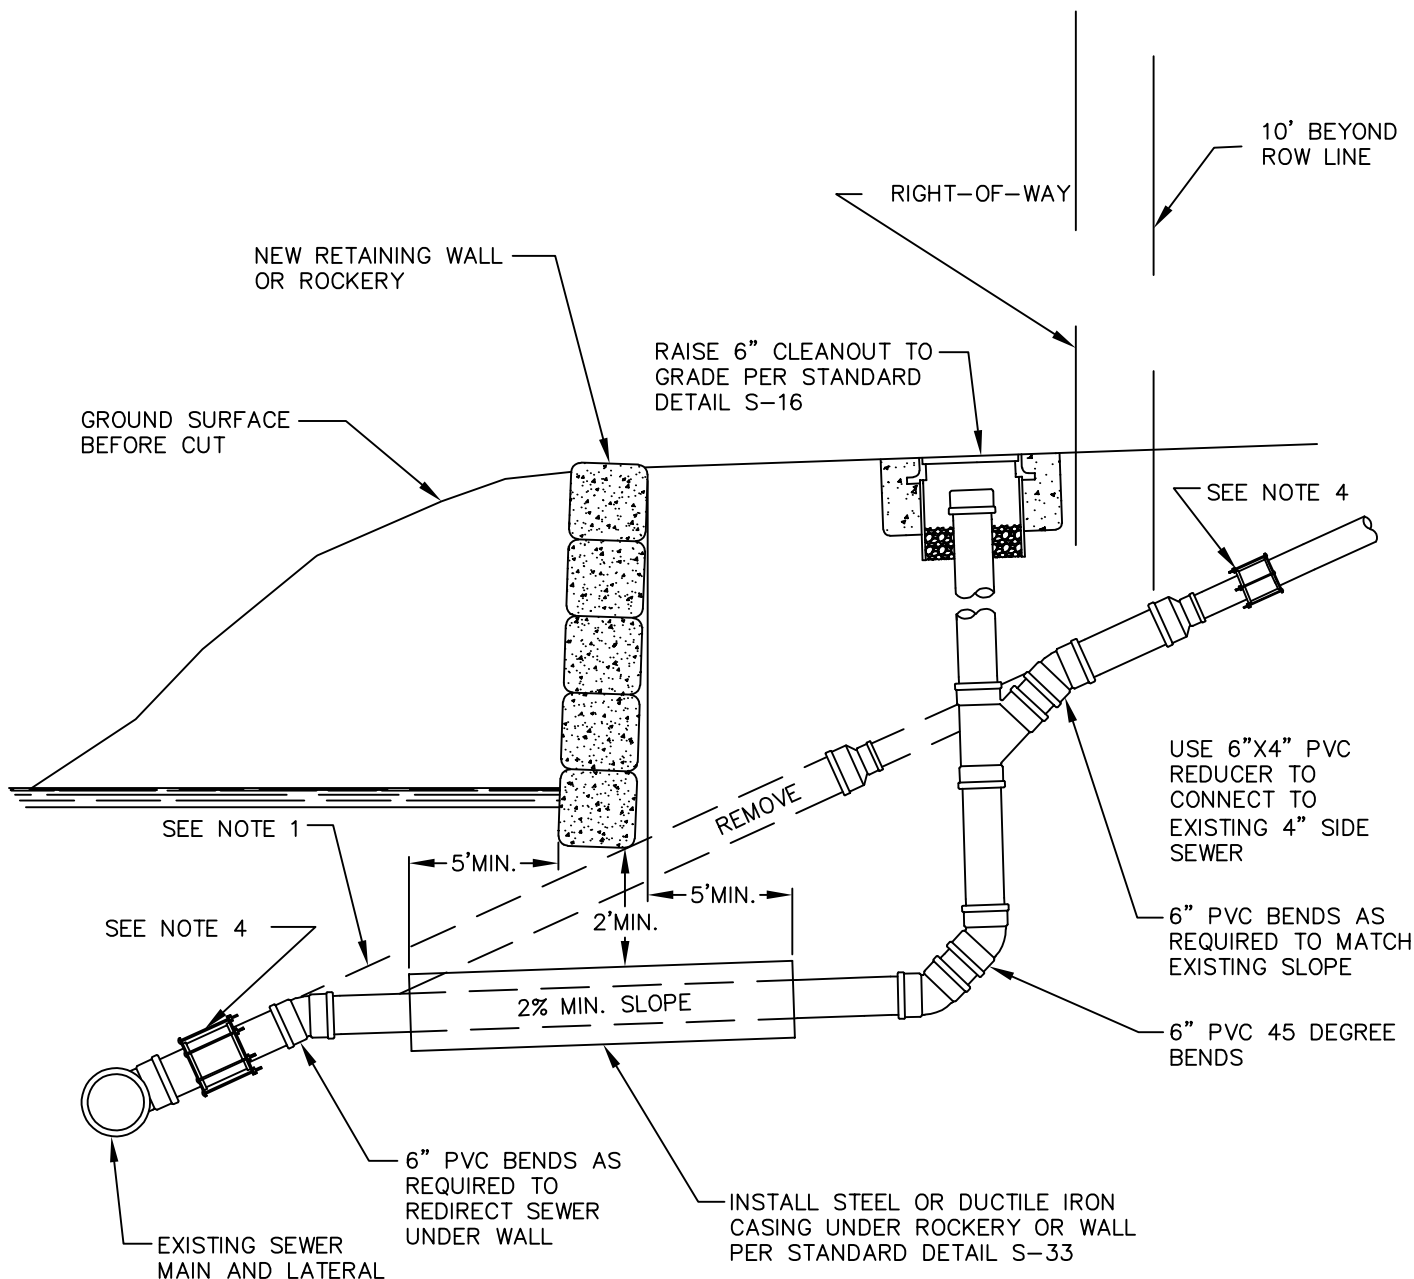 10' BEYOND
ROW LINE
RIGHT-OF-WAY
NEW RETAINING WALL
OR ROCKERY
RAISE 6" CLEANOUT TO
GRADE PER STANDARD
DETAIL S-16
GROUND SURFACE
BEFORE CUT
SEE NOTE 4
USE 6"X4" PVC
REDUCER TO
CONNECT TO
EXISTING 4" SIDE
SEWER
REMOVE
SEE NOTE 1
5'MIN.
5'MIN.
2'MIN.
SEE NOTE 4
6" PVC BENDS AS
REQUIRED TO MATCH
EXISTING SLOPE
2% MIN. SLOPE
6" PVC 45 DEGREE
BENDS
6" PVC BENDS AS
REQUIRED TO
REDIRECT SEWER
UNDER WALL
INSTALL STEEL OR DUCTILE IRON
CASING UNDER ROCKERY OR WALL
PER STANDARD DETAIL S-33
EXISTING SEWER
MAIN AND LATERAL